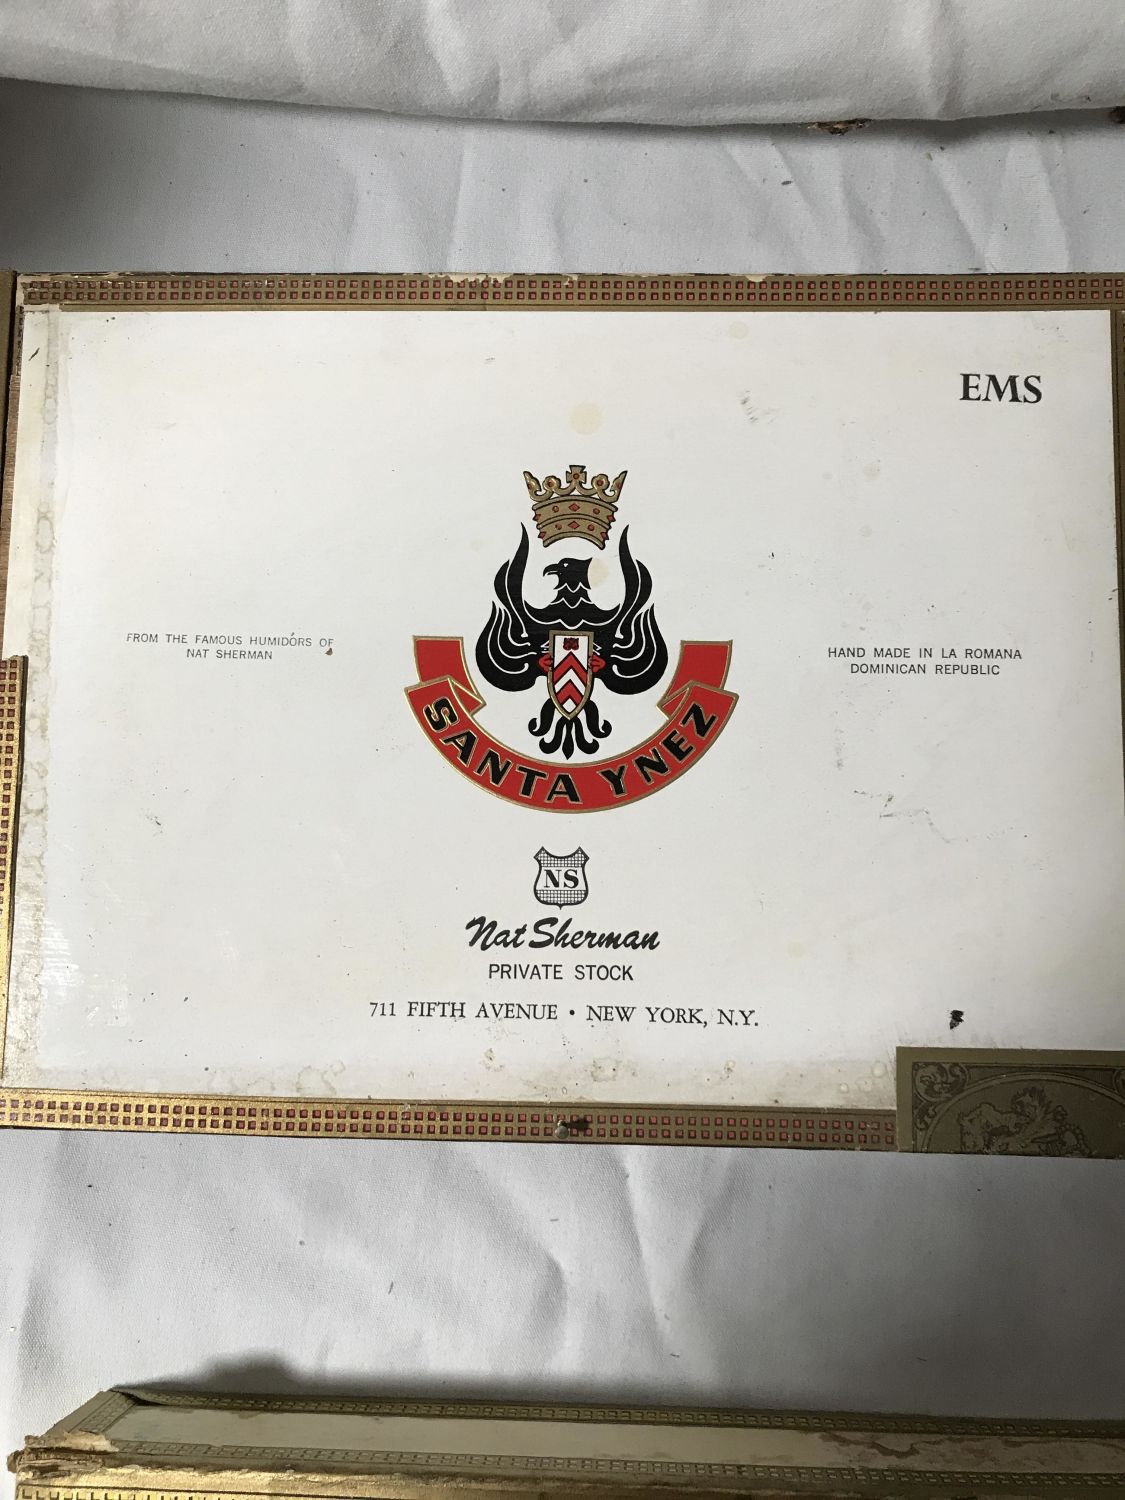 EMS
FROM THE FAMOUS HUMIDORS OF
NAT SHERMAN
HAND MADE IN LA ROMANA
DOMINICAN REPUBLIC
SANTA YNEZ
NS
Nat Sherman
PRIVATE STOCK
711 FIFTH AVENUE • NEW YORK, N.Y.